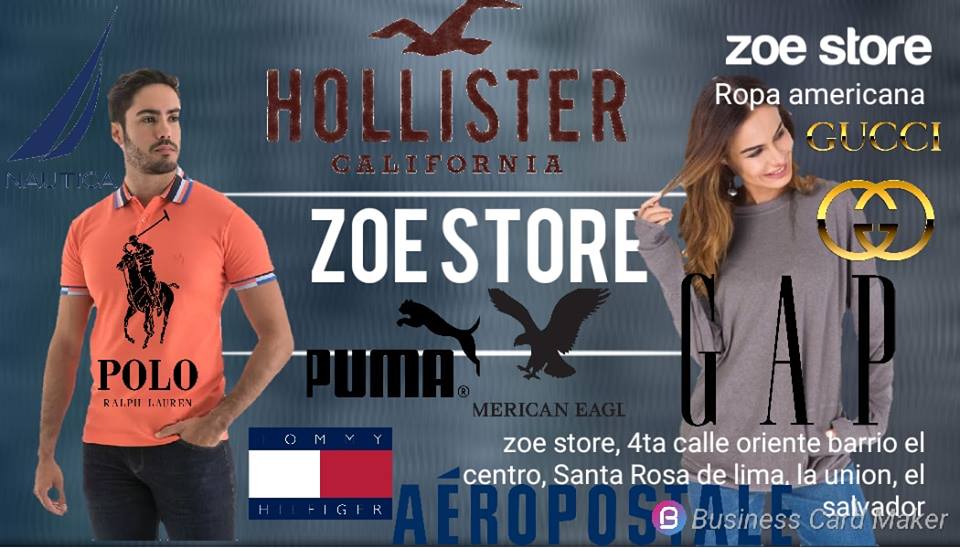 HOLLISTER
CALIFORNIA
zoe store
Ropa americana
NAUTICA
GUCCI
ZOE STORE
POLO
RALPH LAUREN
PUMA®
MERICAN EAGL
GAP
TOMMY
HILFIGER
zoe store, 4ta calle oriente barrio el
centro, Santa Rosa de lima, la union, el
salvador
AÉROPOSTALE
Business Card Maker